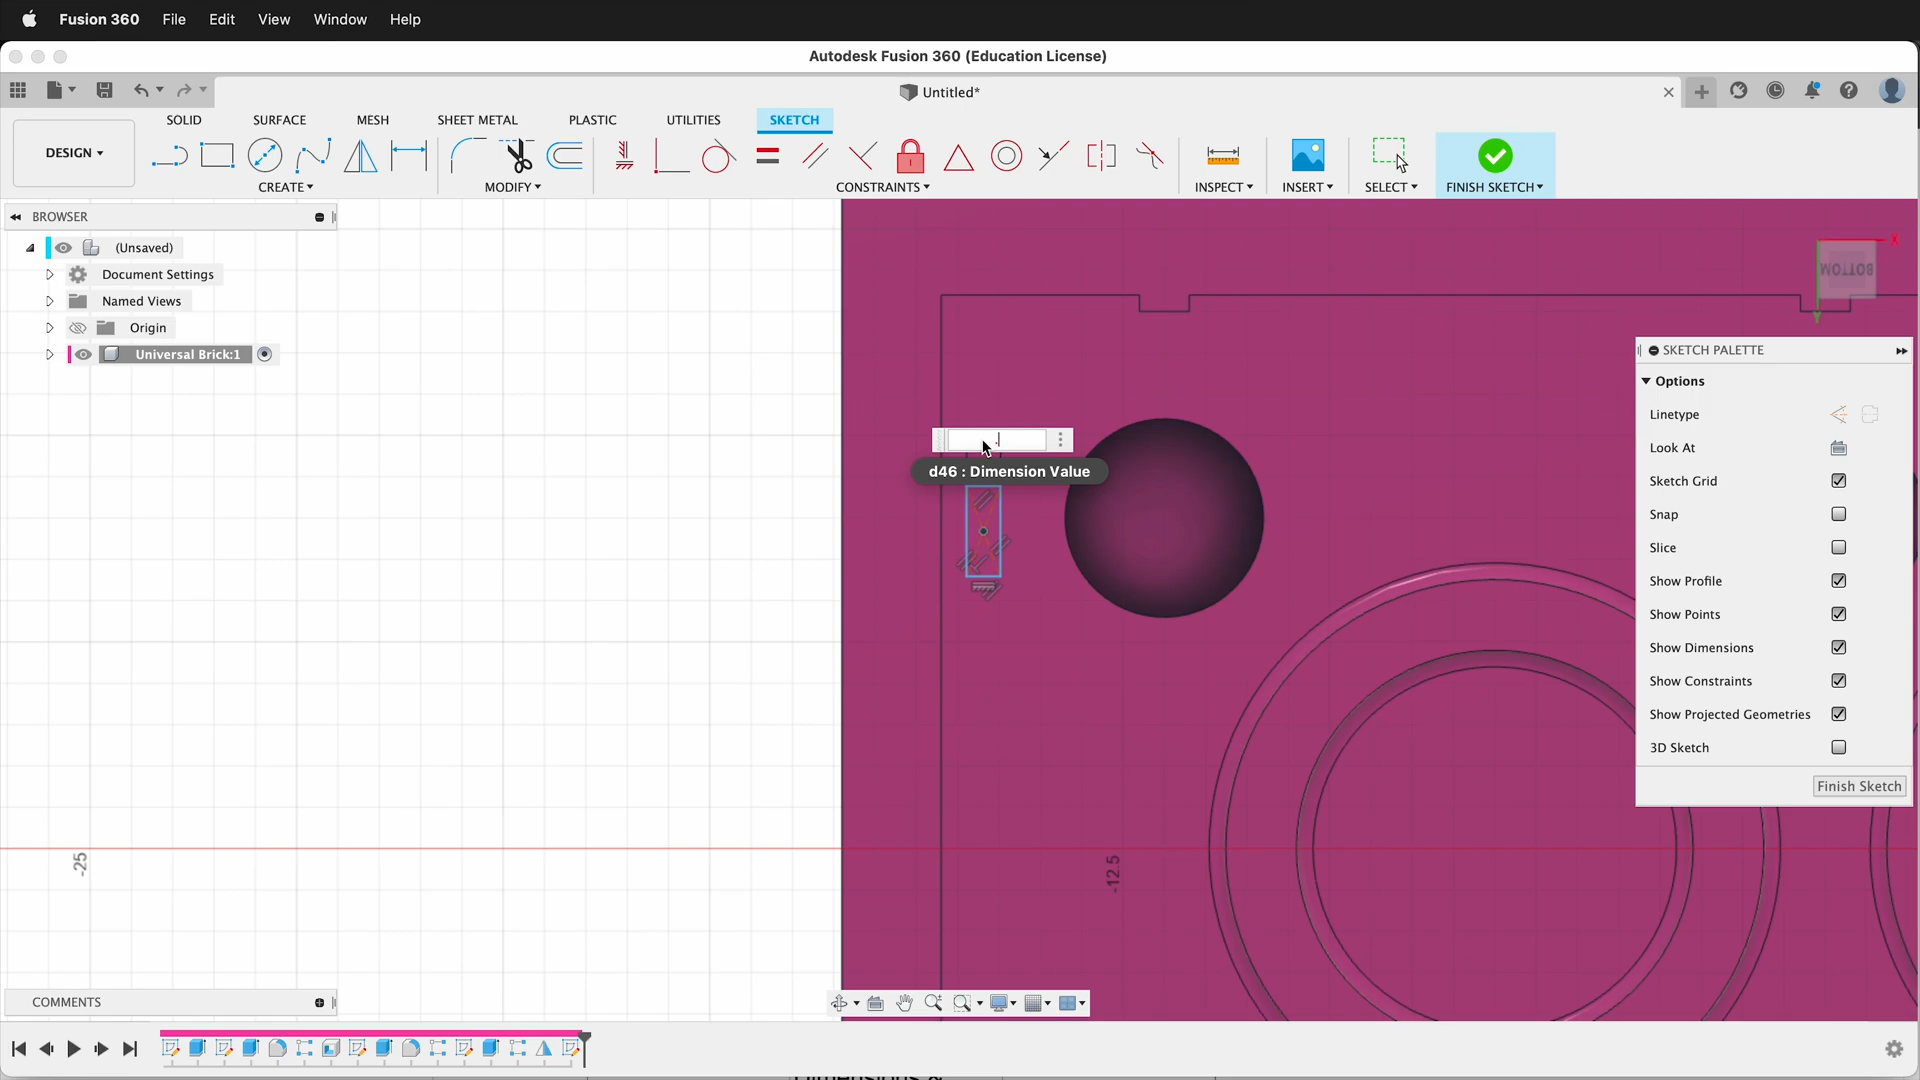 Fusion 360 File Edit View Window Help
Autodesk Fusion 360 (Education License)
Untitled*
SOLID SURFACE MESH SHEET METAL PLASTIC UTILITIES SKETCH
DESIGN
CREATE MODIFY CONSTRAINTS INSPECT INSERT SELECT FINISH SKETCH
BROWSER
(Unsaved)
Document Settings
Named Views
Origin
Universal Brick:1
BOTTOM
X
Y
.
d46 : Dimension Value
SKETCH PALETTE
Options
Linetype
Look At
Sketch Grid
Snap
Slice
Show Profile
Show Points
Show Dimensions
Show Constraints
Show Projected Geometries
3D Sketch
Finish Sketch
-25
-12.5
COMMENTS